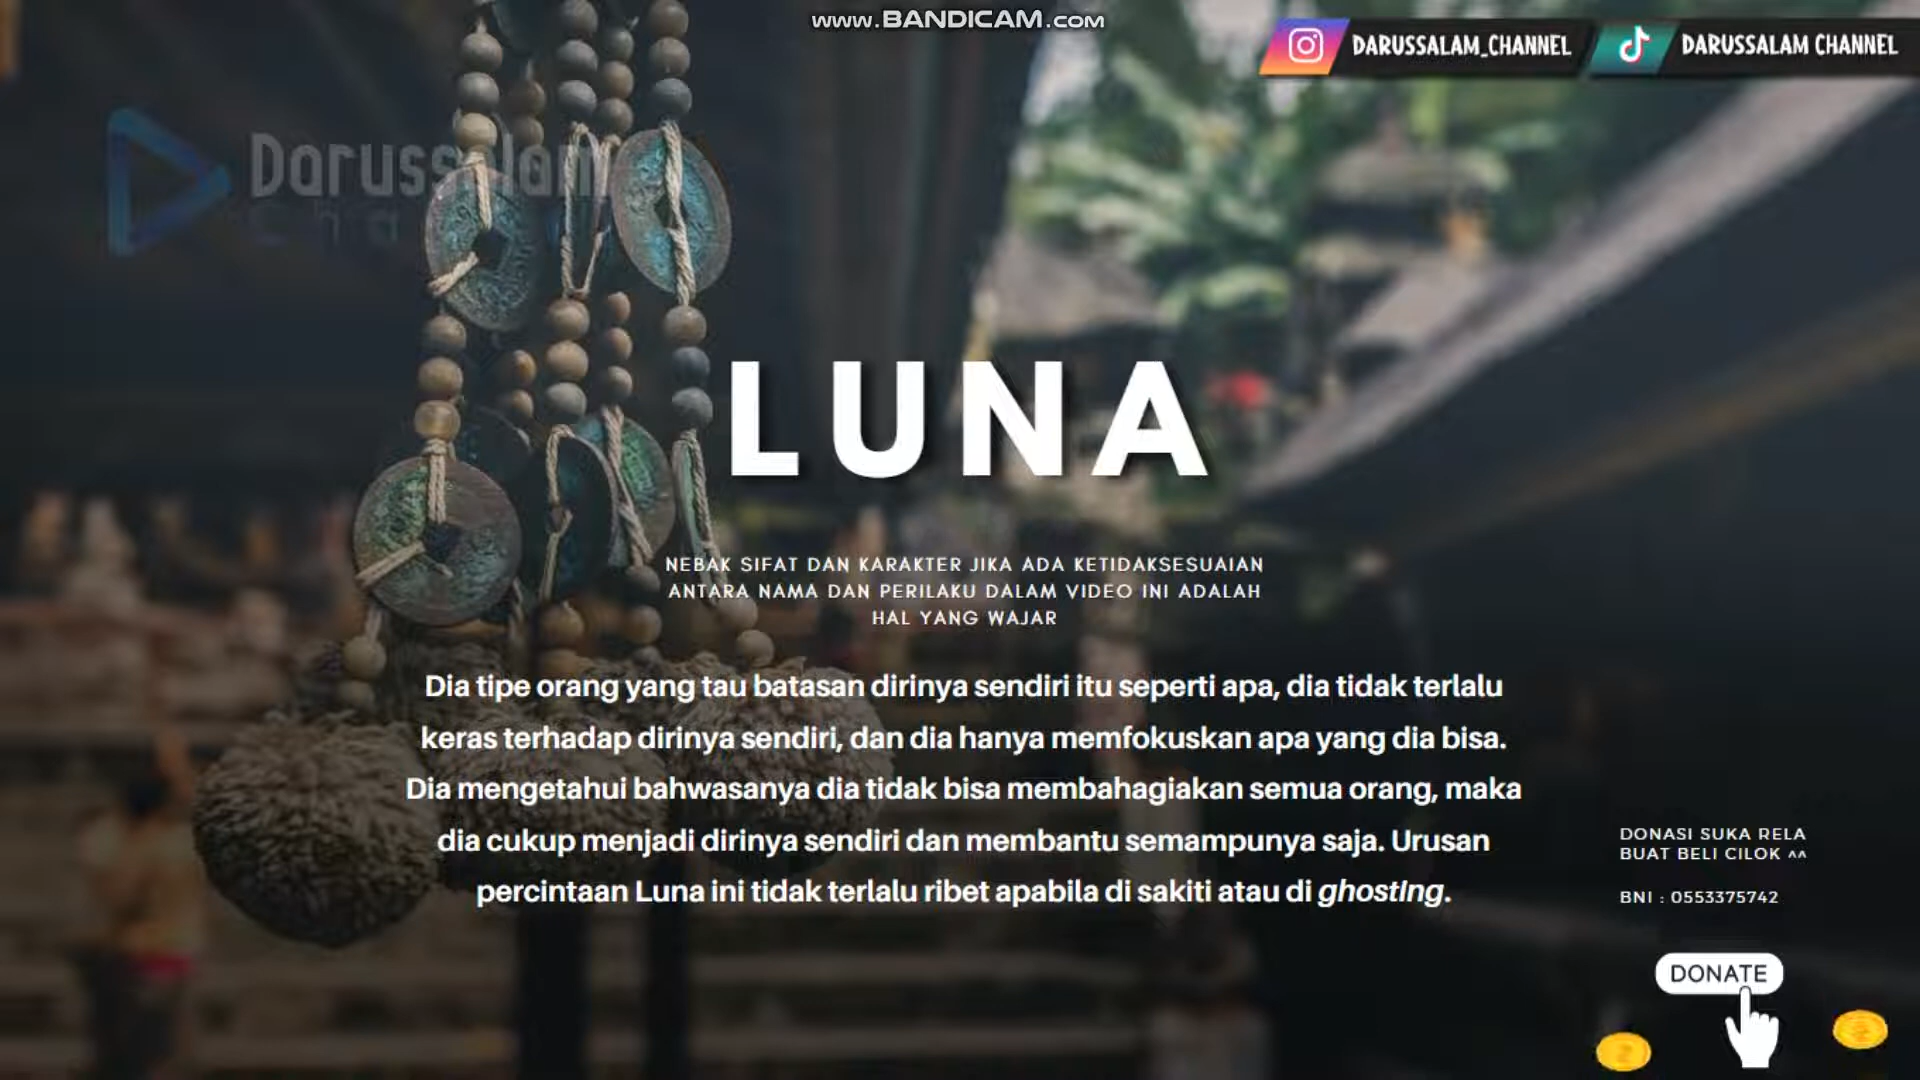 www.BANDICAM.com
DARUSSALAM_CHANNEL
DARUSSALAM CHANNEL
Darussalam
Cha
LUNA
NEBAK SIFAT DAN KARAKTER JIKA ADA KETIDAKSESUAIAN
ANTARA NAMA DAN PERILAKU DALAM VIDEO INI ADALAH
HAL YANG WAJAR
Dia tipe orang yang tau batasan dirinya sendiri itu seperti apa, dia tidak terlalu
keras terhadap dirinya sendiri, dan dia hanya memfokuskan apa yang dia bisa.
Dia mengetahui bahwasanya dia tidak bisa membahagiakan semua orang, maka
dia cukup menjadi dirinya sendiri dan membantu semampunya saja. Urusan
percintaan Luna ini tidak terlalu ribet apabila di sakiti atau di ghosting.
DONASI SUKA RELA
BUAT BELI CILOK ^^
BNI : 0553375742
DONATE